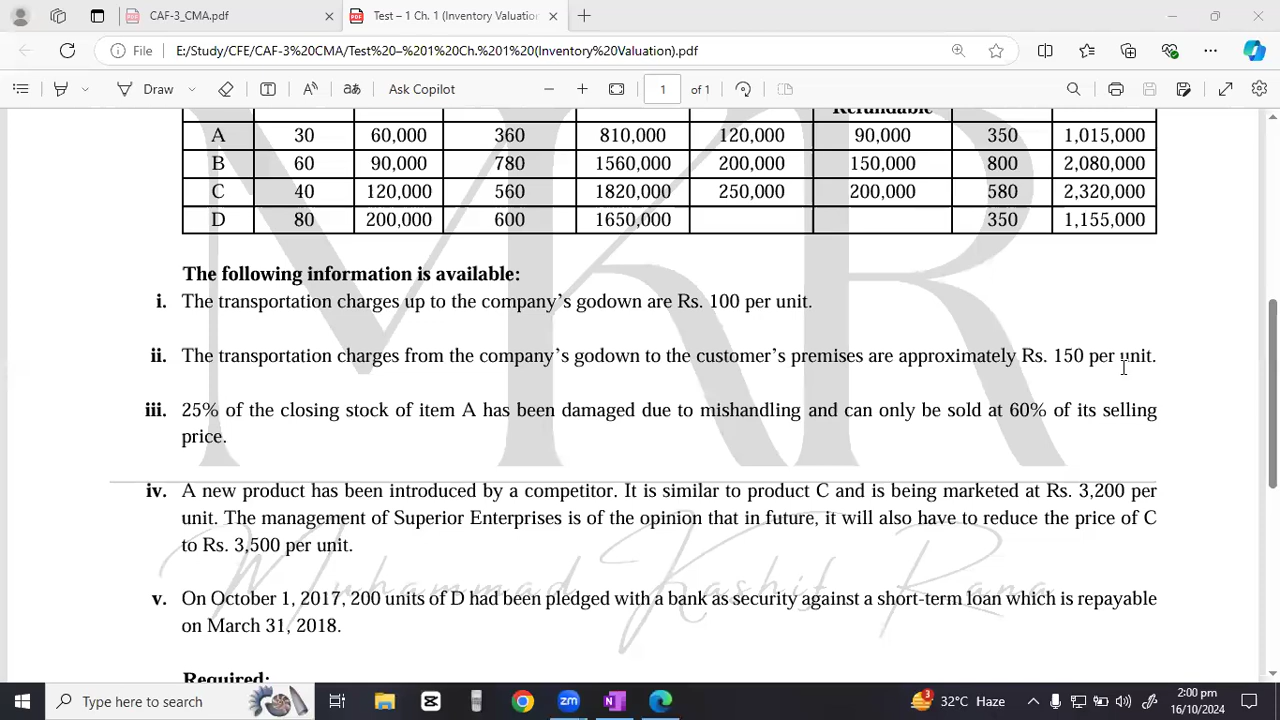 CAF-3_CMA.pdf
Test – 1 Ch. 1 (Inventory Valuation
File
E:/Study/CFE/CAF-3%20CMA/Test%20–%201%20Ch.%201%20(Inventory%20Valuation).pdf
Draw
Ask Copilot
1
of 1
Refundable
A 30 60,000 360 810,000 120,000 90,000 350 1,015,000
B 60 90,000 780 1560,000 200,000 150,000 800 2,080,000
C 40 120,000 560 1820,000 250,000 200,000 580 2,320,000
D 80 200,000 600 1650,000 350 1,155,000
The following information is available:
i. The transportation charges up to the company's godown are Rs. 100 per unit.
ii. The transportation charges from the company's godown to the customer's premises are approximately Rs. 150 per unit.
iii. 25% of the closing stock of item A has been damaged due to mishandling and can only be sold at 60% of its selling
price.
iv. A new product has been introduced by a competitor. It is similar to product C and is being marketed at Rs. 3,200 per
unit. The management of Superior Enterprises is of the opinion that in future, it will also have to reduce the price of C
to Rs. 3,500 per unit.
v. On October 1, 2017, 200 units of D had been pledged with a bank as security against a short-term loan which is repayable
on March 31, 2018.
Required:
MKR
Muhammad Kashif Rana
Type here to search
zm
N
3
32°C Haze
2:00 pm
16/10/2024